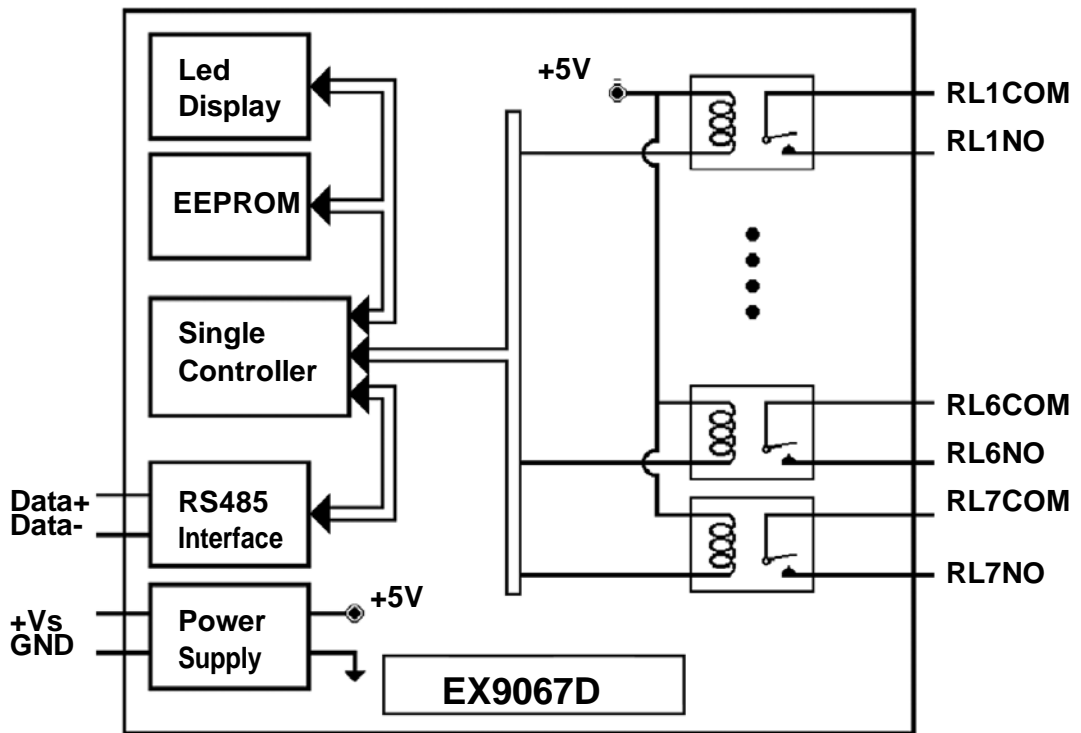 Led
Display
EEPROM
Single
Controller
RS485
Interface
Power
Supply
Data+
Data-
+Vs
GND
+5V
+5V
RL1COM
RL1NO
RL6COM
RL6NO
RL7COM
RL7NO
EX9067D